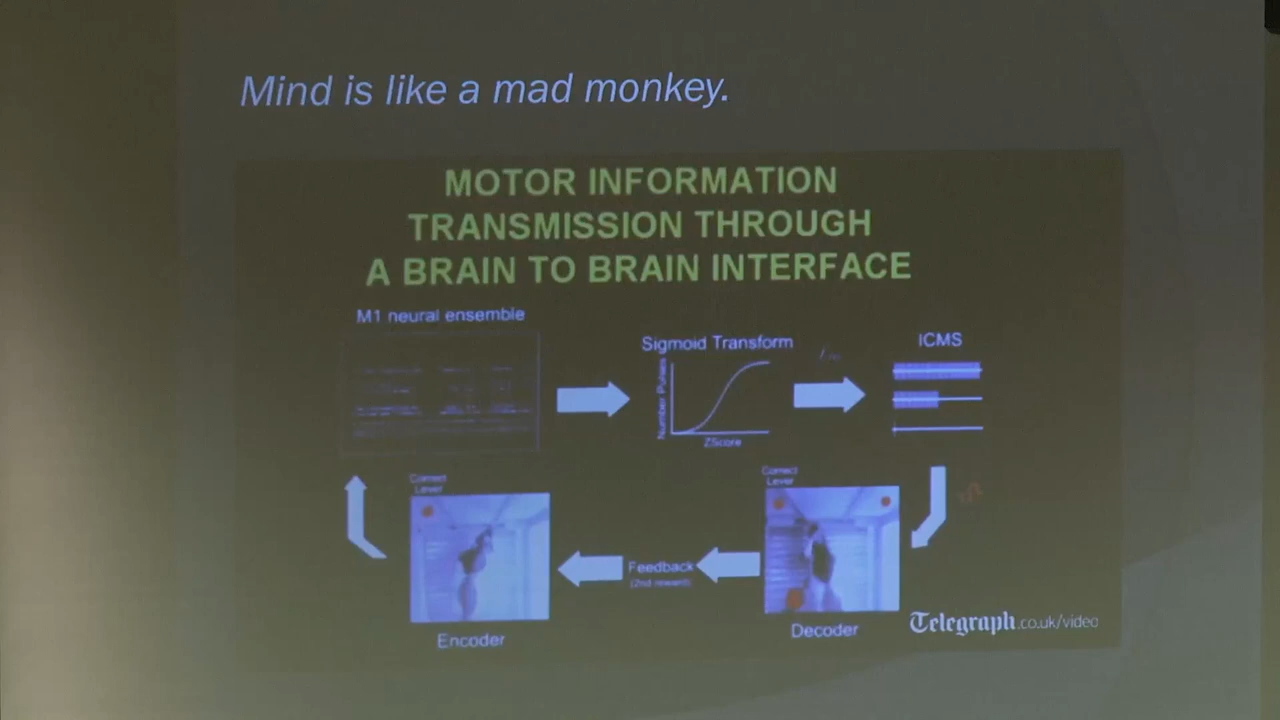 Mind is like a mad monkey.
MOTOR INFORMATION
TRANSMISSION THROUGH
A BRAIN TO BRAIN INTERFACE
M1 neural ensemble
Sigmoid Transform
Number Pulses
ZScore
ICMS
Correct
Lever
Encoder
Feedback
(2nd reward)
Correct
Lever
Decoder
Telegraph.co.uk/video